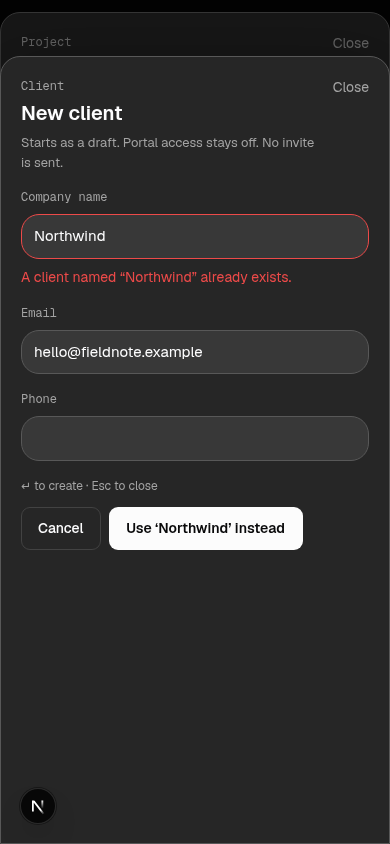 Project
Close
Client
Close
New client
Starts as a draft. Portal access stays off. No invite
is sent.
Company name
Northwind
A client named “Northwind” already exists.
Email
hello@fieldnote.example
Phone
↵ to create · Esc to close
Cancel
Use ‘Northwind’ instead
N